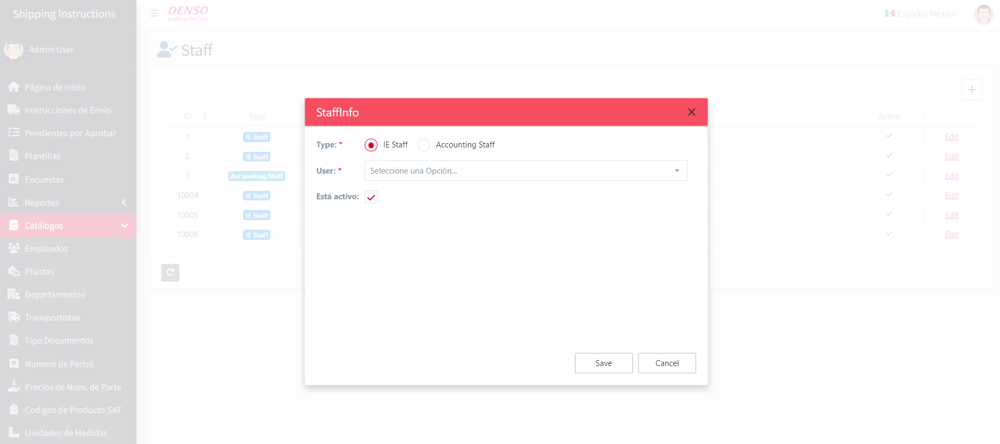 Shipping Instructions
DENSO
Crafting the Core
Español México
Admin User
Staff
Página de inicio
Instrucciones de Envío
Pendientes por Aprobar
Plantillas
Encuestas
Reportes
Catálogos
Empleados
Plantas
Departamentos
Transportistas
Tipo Documentos
Numero de Partes
Precios de Num. de Parte
Codigos de Producto SAT
Unidades de Medidas
ID Type Activo
1 IE Staff Edit
2 IE Staff Edit
3 Accounting Staff Edit
10004 IE Staff Edit
10005 IE Staff Edit
10006 IE Staff Edit
StaffInfo
Type: * IE Staff Accounting Staff
User: * Seleccione una Opción...
Está activo:
Save Cancel